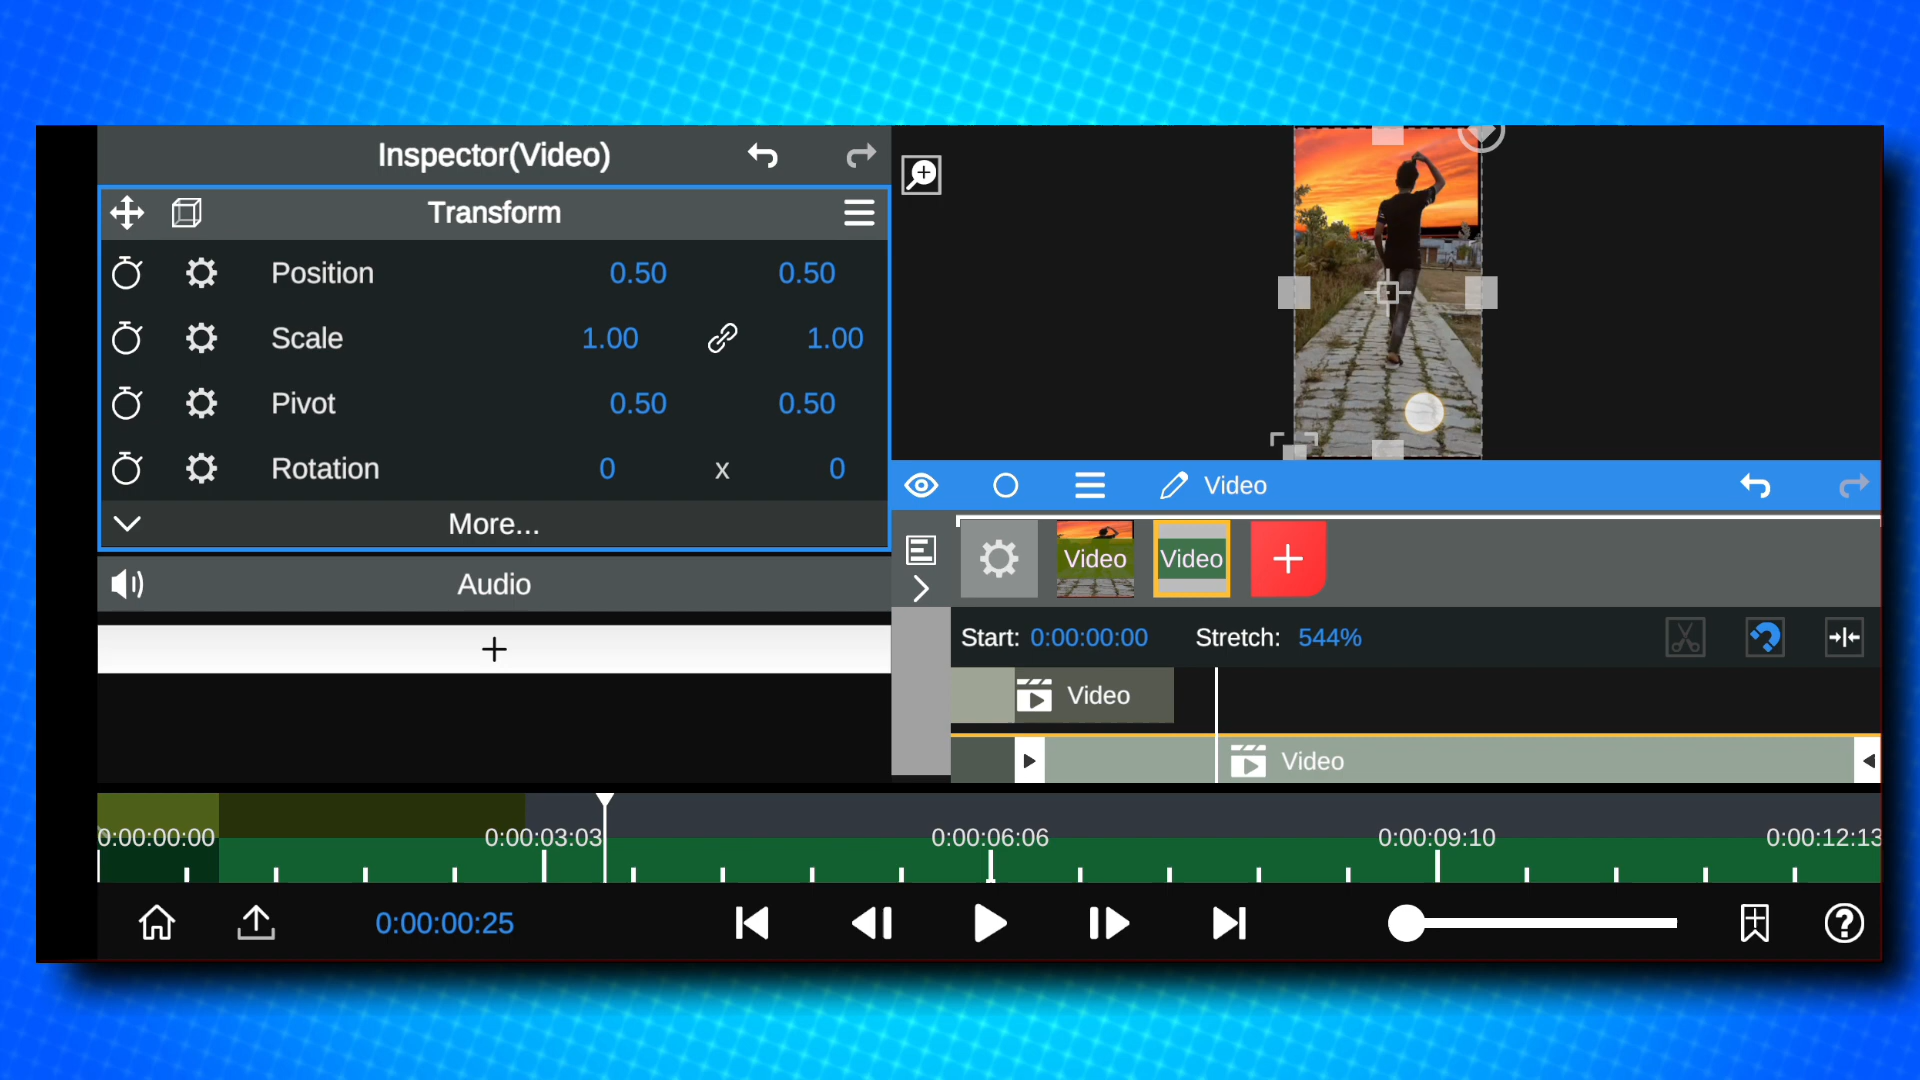 Inspector(Video)
Transform
Position 0.50 0.50
Scale 1.00 1.00
Pivot 0.50 0.50
Rotation 0 x 0
More...
Audio
Video
Video Video
Start: 0:00:00:00 Stretch: 544%
Video
Video
0:00:00:00 0:00:03:03 0:00:06:06 0:00:09:10 0:00:12:13
0:00:00:25